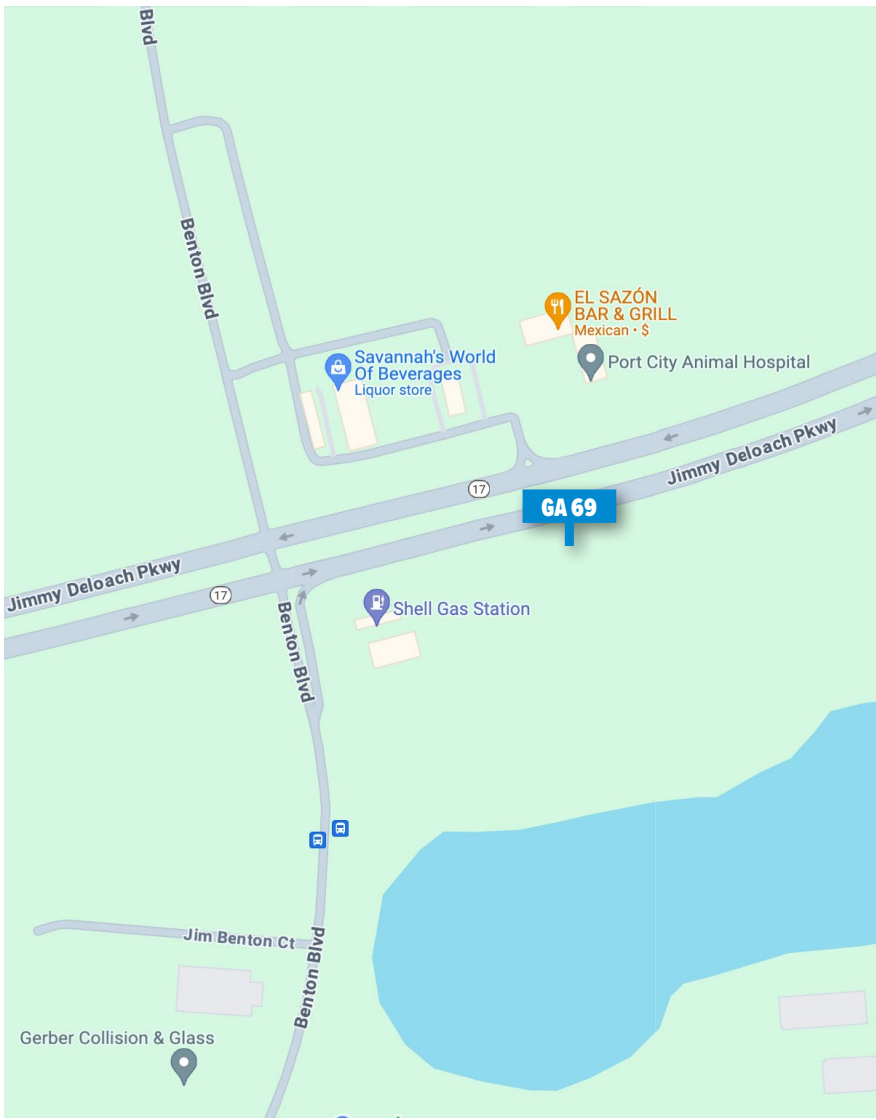 Blvd
Benton Blvd
EL SAZÓN
BAR & GRILL
Mexican • $
Savannah's World
Of Beverages
Liquor store
Port City Animal Hospital
Jimmy Deloach Pkwy
17
GA 69
Jimmy Deloach Pkwy
17
Shell Gas Station
Benton Blvd
Jim Benton Ct
Benton Blvd
Gerber Collision & Glass